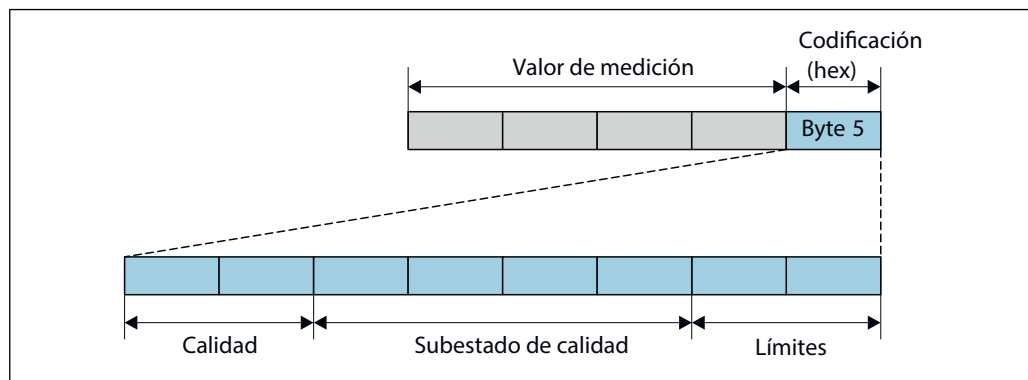 Codificación
Valor de medición
(hex)
Byte 5
Calidad
Subestado de calidad
Límites